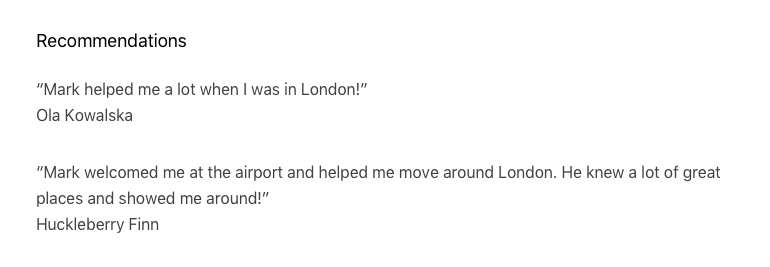 Recommendations
“Mark helped me a lot when I was in London!”
Ola Kowalska
“Mark welcomed me at the airport and helped me move around London. He knew a lot of great
places and showed me around!”
Huckleberry Finn